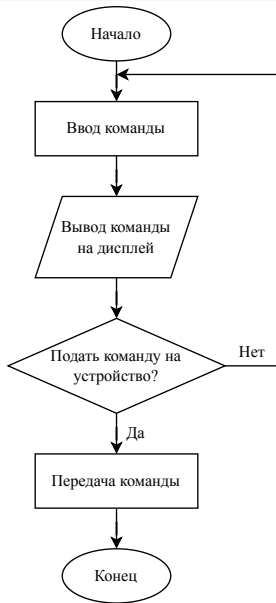 Начало
Ввод команды
Вывод команды
на дисплей
Подать команду на
устройство?
Нет
Да
Передача команды
Конец